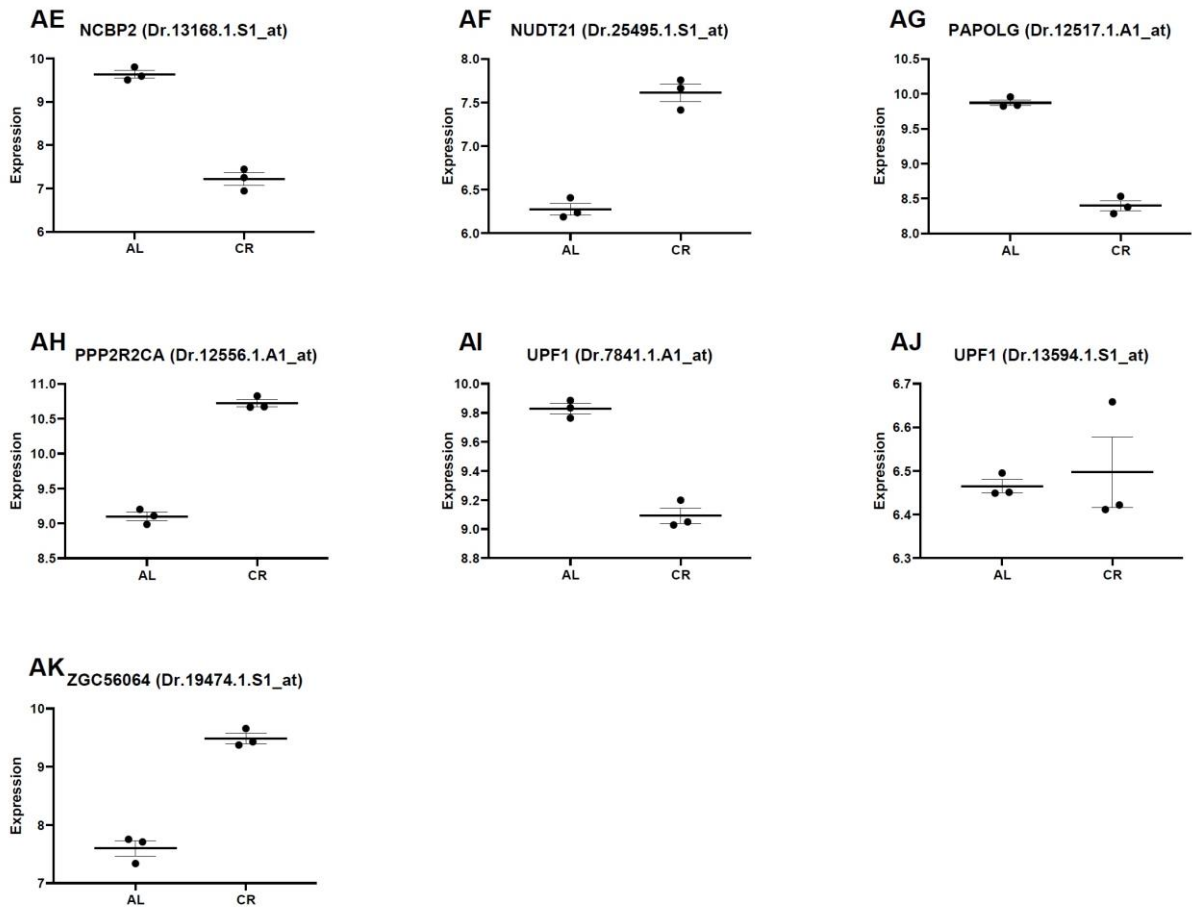 AE
NCBP2 (Dr.13168.1.S1_at)
Expression
10
9
8
7
6
AL CR
AF
NUDT21 (Dr.25495.1.S1_at)
Expression
8.0
7.5
7.0
6.5
6.0
AL CR
AG
PAPOLG (Dr.12517.1.A1_at)
Expression
10.5
10.0
9.5
9.0
8.5
8.0
AL CR
AH
PPP2R2CA (Dr.12556.1.A1_at)
Expression
11.0
10.5
10.0
9.5
9.0
8.5
AL CR
AI
UPF1 (Dr.7841.1.A1_at)
Expression
10.0
9.8
9.6
9.4
9.2
9.0
8.8
AL CR
AJ
UPF1 (Dr.13594.1.S1_at)
Expression
6.7
6.6
6.5
6.4
6.3
AL CR
AK
ZGC56064 (Dr.19474.1.S1_at)
Expression
10
9
8
7
AL CR